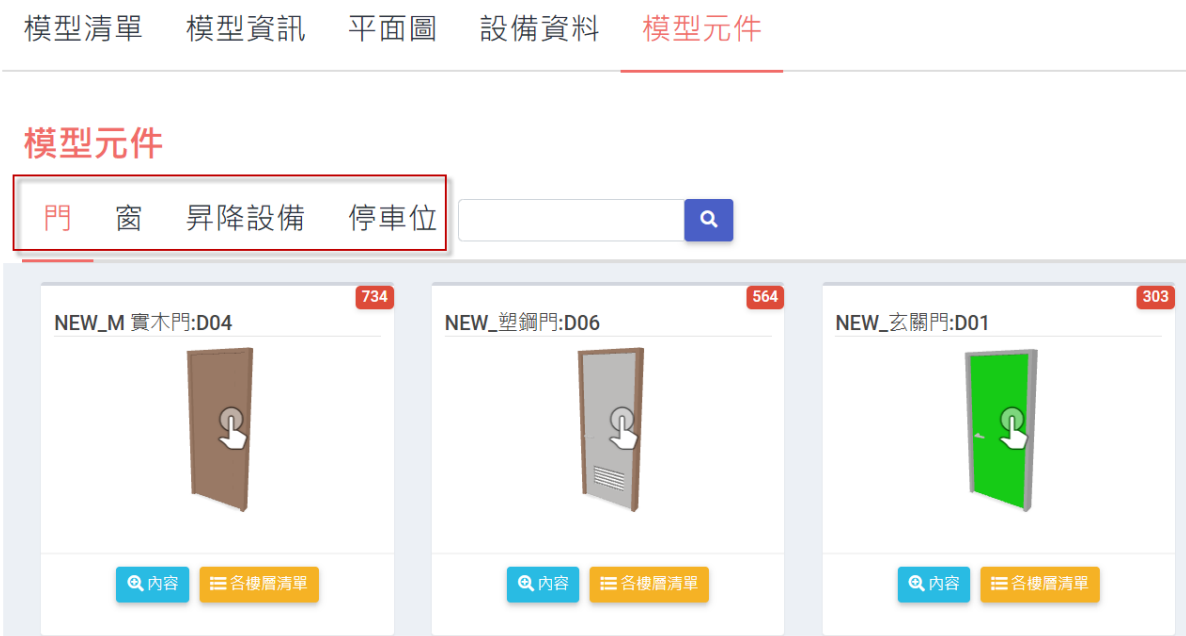 模型清單 模型資訊 平面圖 設備資料 模型元件
模型元件
門 窗 昇降設備 停車位
734 564 303
NEW_M 實木門:D04 NEW_塑鋼門:D06 NEW_玄關門:D01
內容 各樓層清單 內容 各樓層清單 內容 各樓層清單